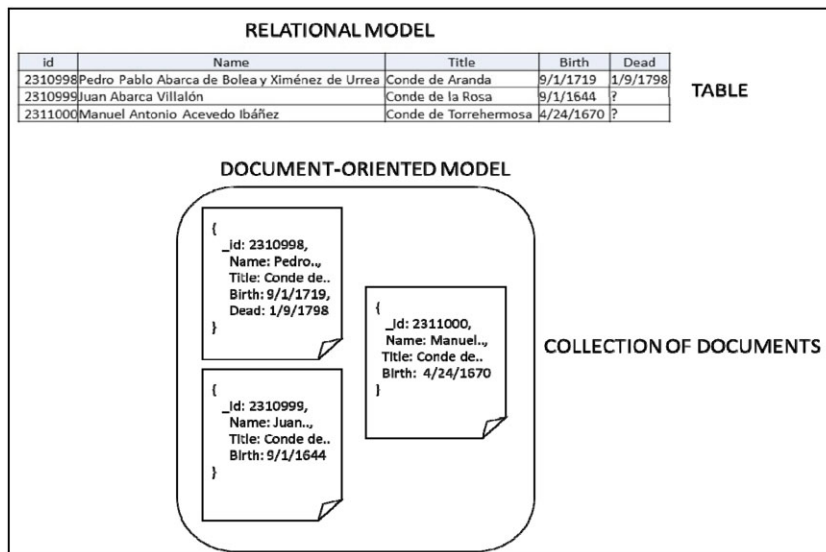 RELATIONAL MODEL
id Name Title Birth Dead
2310998 Pedro Pablo Abarca de Bolea y Ximénez de Urrea Conde de Aranda 9/1/1719 1/9/1798
2310999 Juan Abarca Villalón Conde de la Rosa 9/1/1644 ?
2311000 Manuel Antonio Acevedo Ibáñez Conde de Torrehermosa 4/24/1670 ?
TABLE
DOCUMENT-ORIENTED MODEL
{
_id: 2310998,
Name: Pedro..,
Title: Conde de..
Birth: 9/1/1719,
Dead: 1/9/1798
}
{
_id: 2311000,
Name: Manuel..,
Title: Conde de..
Birth: 4/24/1670
}
{
_id: 2310999,
Name: Juan..,
Title: Conde de..
Birth: 9/1/1644
}
COLLECTION OF DOCUMENTS